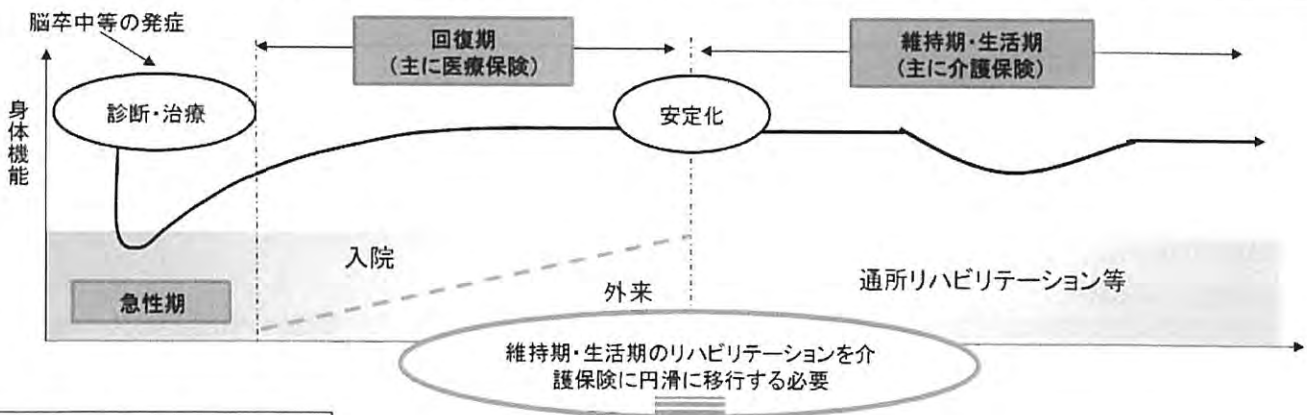 脳卒中等の発症
回復期
(主に医療保険)
維持期・生活期
(主に介護保険)
身体機能
診断・治療
安定化
入院
外来
通所リハビリテーション等
急性期
維持期・生活期のリハビリテーションを介
護保険に円滑に移行する必要